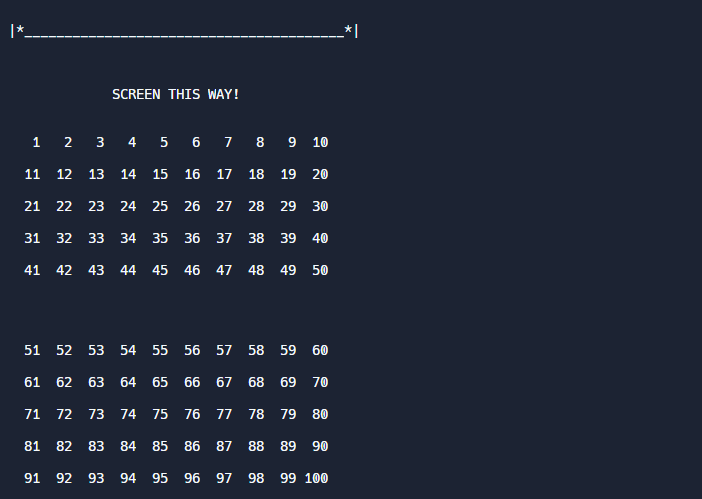 |*________________________________________*|
SCREEN THIS WAY!
1 2 3 4 5 6 7 8 9 10
11 12 13 14 15 16 17 18 19 20
21 22 23 24 25 26 27 28 29 30
31 32 33 34 35 36 37 38 39 40
41 42 43 44 45 46 47 48 49 50
51 52 53 54 55 56 57 58 59 60
61 62 63 64 65 66 67 68 69 70
71 72 73 74 75 76 77 78 79 80
81 82 83 84 85 86 87 88 89 90
91 92 93 94 95 96 97 98 99 100